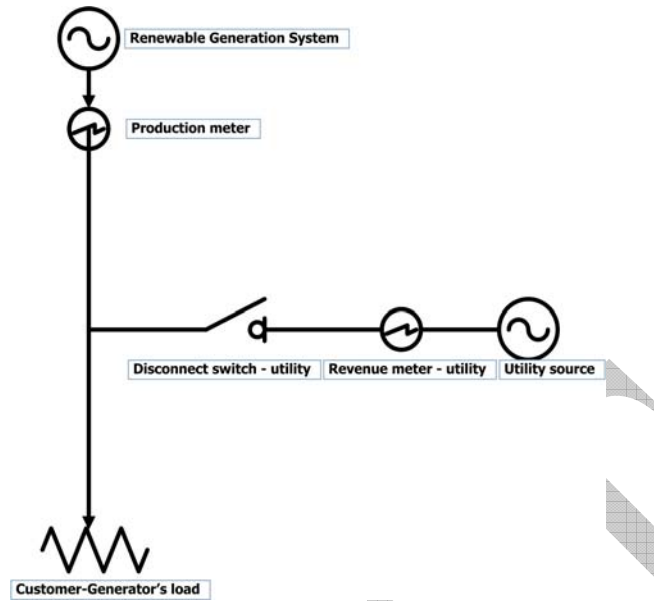 Renewable Generation System
Production meter
Disconnect switch - utility
Revenue meter - utility
Utility source
Customer-Generator's load